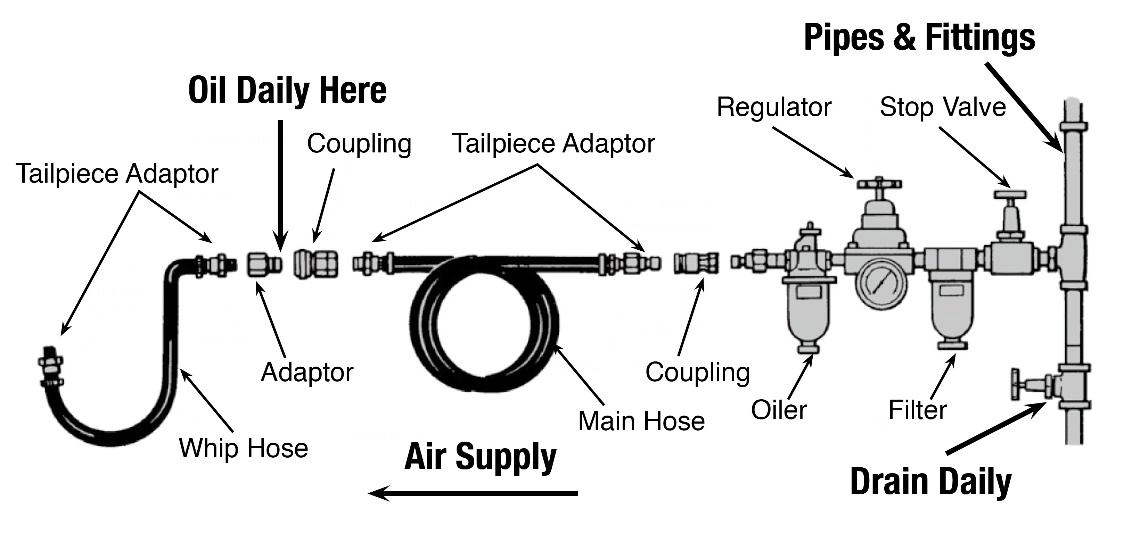 Pipes & Fittings
Oil Daily Here
Regulator
Stop Valve
Coupling
Tailpiece Adaptor
Tailpiece Adaptor
Adaptor
Coupling
Main Hose
Oiler
Filter
Whip Hose
Air Supply
Drain Daily